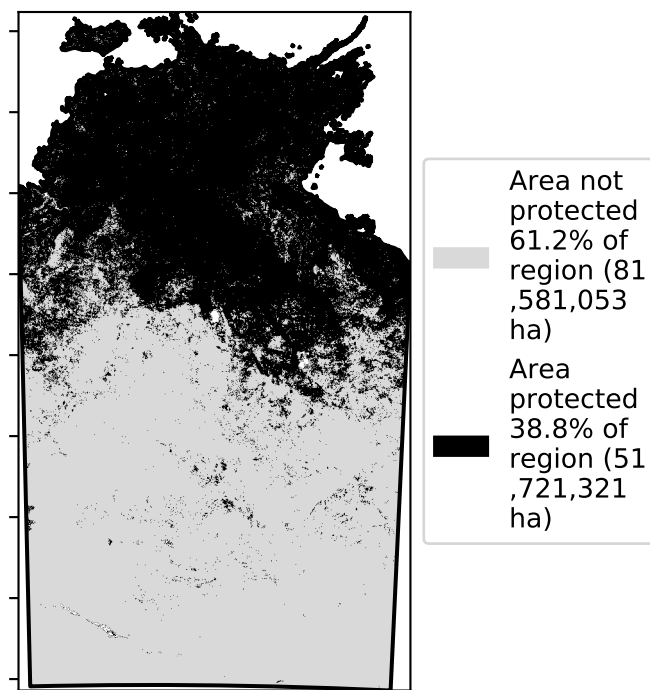 Area not
protected
61.2% of
region (81
,581,053
ha)
Area
protected
38.8% of
region (51
,721,321
ha)